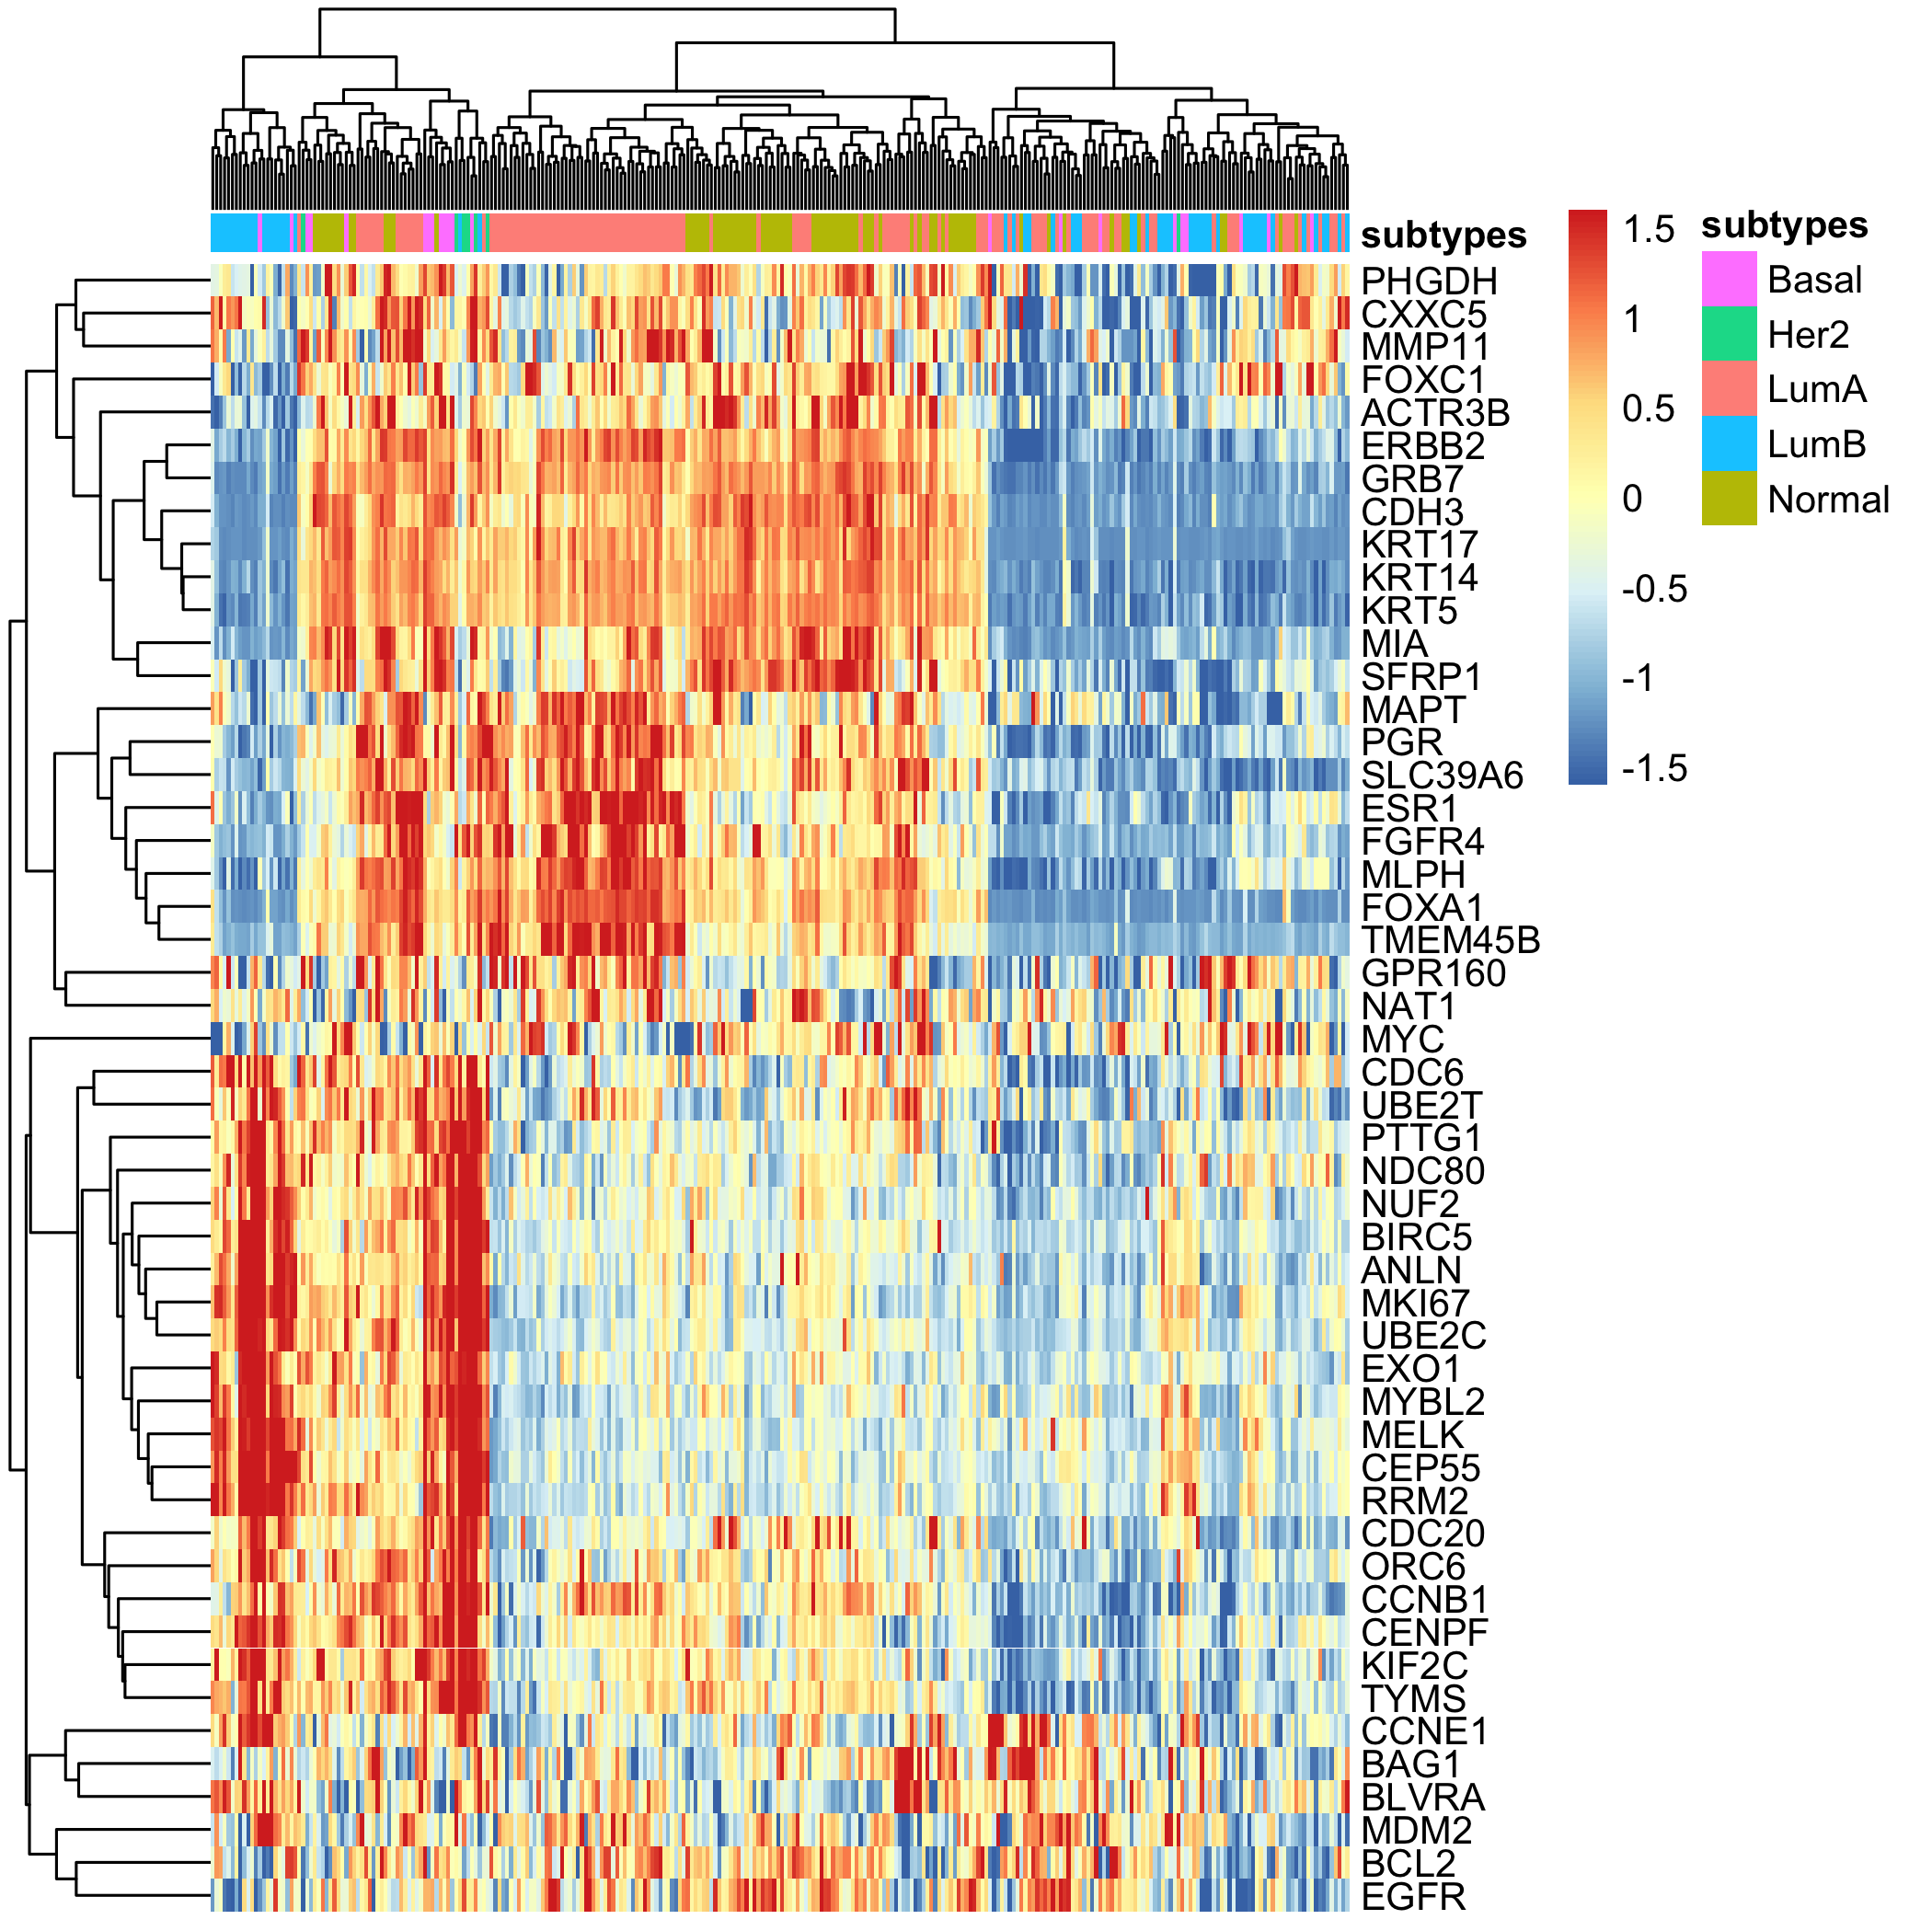 subtypes
PHGDH
CXXC5
MMP11
FOXC1
ACTR3B
ERBB2
GRB7
CDH3
KRT17
KRT14
KRT5
MIA
SFRP1
MAPT
PGR
SLC39A6
ESR1
FGFR4
MLPH
FOXA1
TMEM45B
GPR160
NAT1
MYC
CDC6
UBE2T
PTTG1
NDC80
NUF2
BIRC5
ANLN
MKI67
UBE2C
EXO1
MYBL2
MELK
CEP55
RRM2
CDC20
ORC6
CCNB1
CENPF
KIF2C
TYMS
CCNE1
BAG1
BLVRA
MDM2
BCL2
EGFR
1.5
1
0.5
0
-0.5
-1
-1.5
subtypes
Basal
Her2
LumA
LumB
Normal